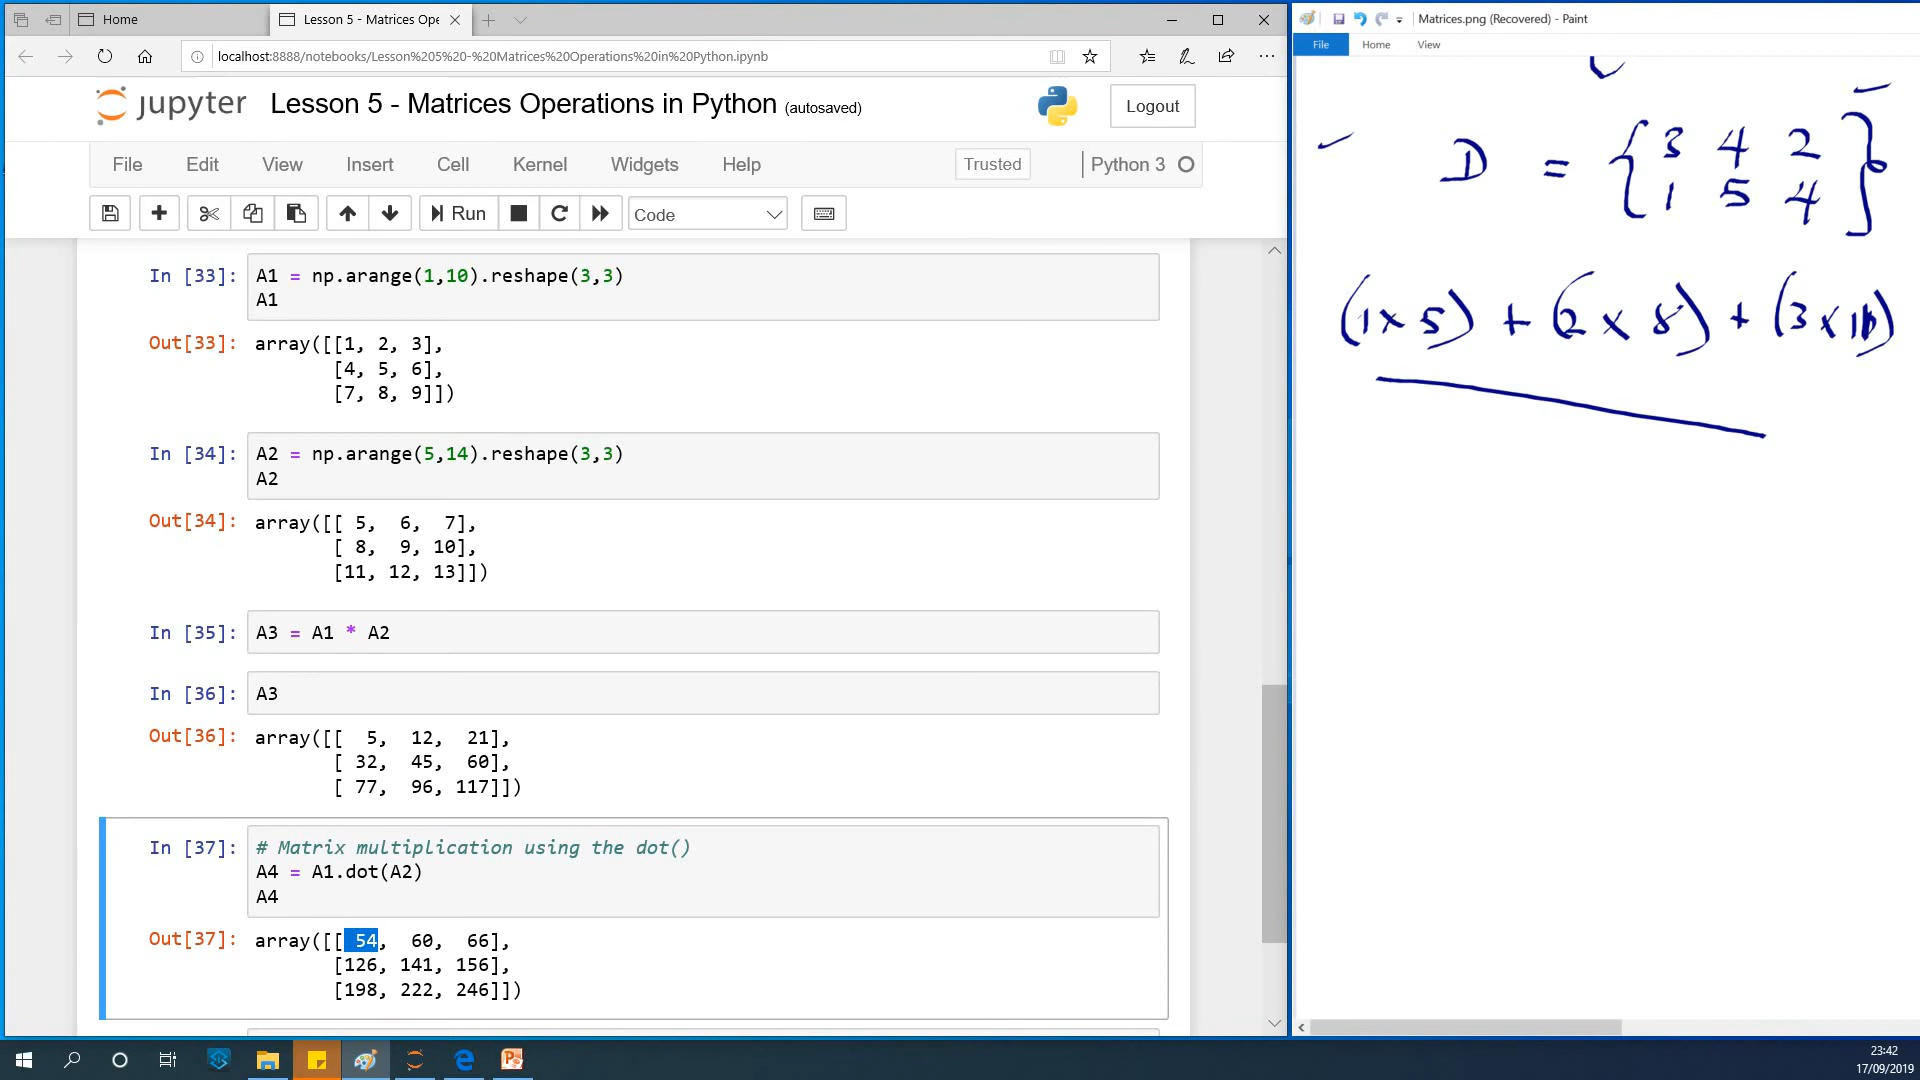 Home
Lesson 5 - Matrices Ope
localhost:8888/notebooks/Lesson%205%20-%20Matrices%20Operations%20in%20Python.ipynb
jupyter Lesson 5 - Matrices Operations in Python (autosaved)
Logout
File Edit View Insert Cell Kernel Widgets Help
Trusted
Python 3
Run
Code
In [33]: A1 = np.arange(1,10).reshape(3,3)
A1
Out[33]: array([[1, 2, 3],
[4, 5, 6],
[7, 8, 9]])
In [34]: A2 = np.arange(5,14).reshape(3,3)
A2
Out[34]: array([[ 5, 6, 7],
[ 8, 9, 10],
[11, 12, 13]])
In [35]: A3 = A1 * A2
In [36]: A3
Out[36]: array([[ 5, 12, 21],
[ 32, 45, 60],
[ 77, 96, 117]])
In [37]: # Matrix multiplication using the dot()
A4 = A1.dot(A2)
A4
Out[37]: array([[ 54, 60, 66],
[126, 141, 156],
[198, 222, 246]])
Matrices.png (Recovered) - Paint
File Home View
D = {3 4 2
1 5 4}
(1 x 5) + (2 x 8) + (3 x 11)
23:42
17/09/2019